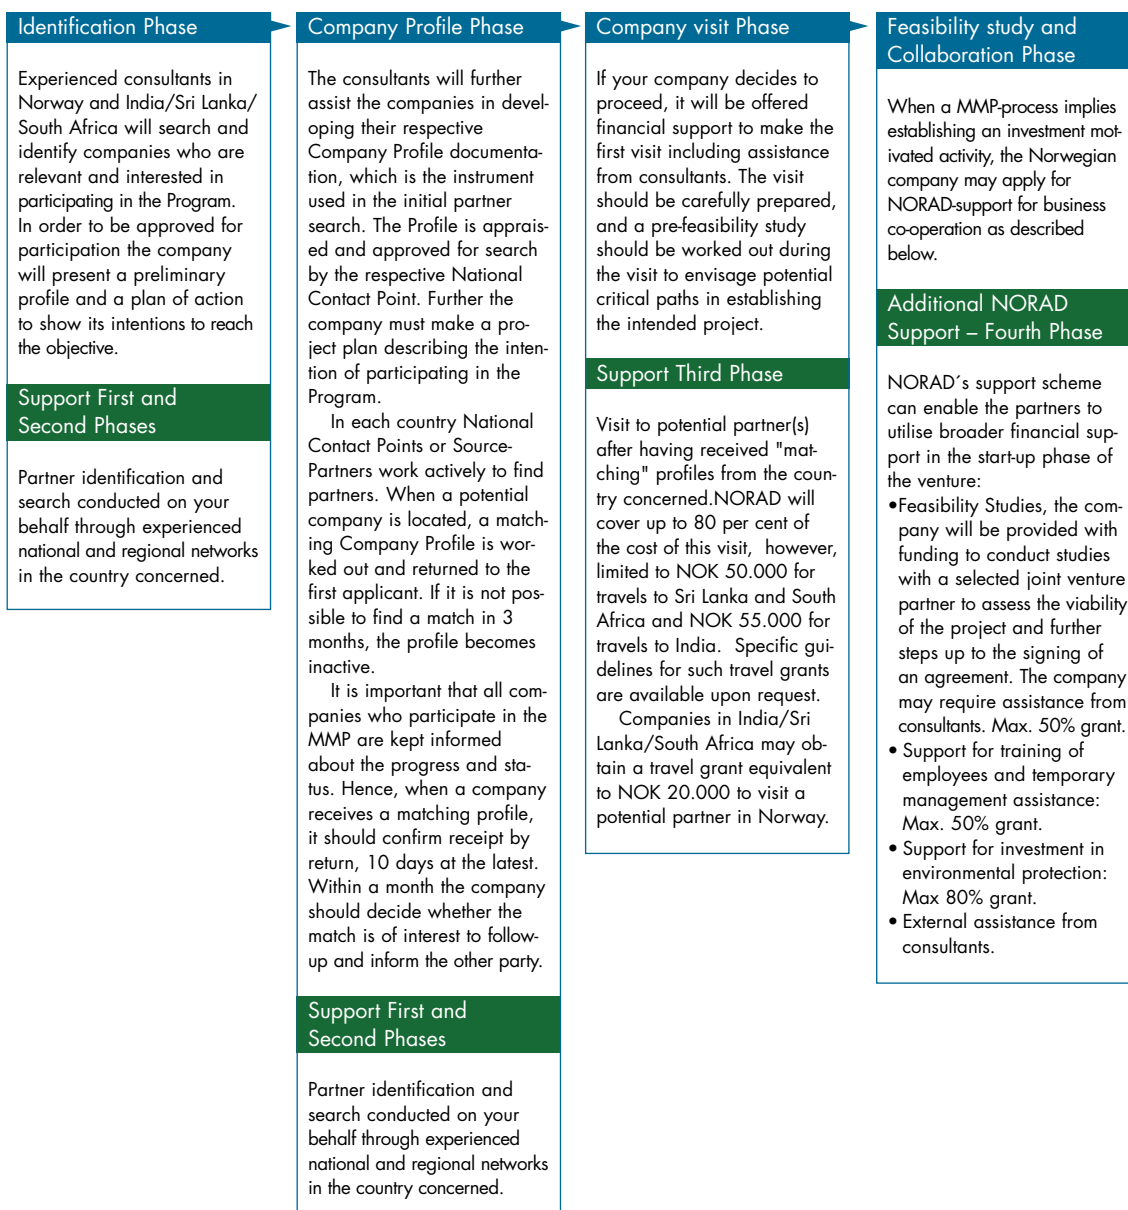 Identification Phase
Experienced consultants in
Norway and India/Sri Lanka/
South Africa will search and
identify companies who are
relevant and interested in
participating in the Program.
In order to be approved for
participation the company
will present a preliminary
profile and a plan of action
to show its intentions to reach
the objective.
Support First and
Second Phases
Partner identification and
search conducted on your
behalf through experienced
national and regional networks
in the country concerned.
Company Profile Phase
The consultants will further
assist the companies in devel-
oping their respective
Company Profile documenta-
tion, which is the instrument
used in the initial partner
search. The Profile is apprais-
ed and approved for search
by the respective National
Contact Point. Further the
company must make a pro-
ject plan describing the inten-
tion of participating in the
Program.
In each country National
Contact Points or Source-
Partners work actively to find
partners. When a potential
company is located, a match-
ing Company Profile is wor-
ked out and returned to the
first applicant. If it is not pos-
sible to find a match in 3
months, the profile becomes
inactive.
It is important that all com-
panies who participate in the
MMP are kept informed
about the progress and sta-
tus. Hence, when a company
receives a matching profile,
it should confirm receipt by
return, 10 days at the latest.
Within a month the company
should decide whether the
match is of interest to follow-
up and inform the other party.
Support First and
Second Phases
Partner identification and
search conducted on your
behalf through experienced
national and regional networks
in the country concerned.
Company visit Phase
If your company decides to
proceed, it will be offered
financial support to make the
first visit including assistance
from consultants. The visit
should be carefully prepared,
and a pre-feasibility study
should be worked out during
the visit to envisage potential
critical paths in establishing
the intended project.
Support Third Phase
Visit to potential partner(s)
after having received "mat-
ching" profiles from the coun-
try concerned.NORAD will
cover up to 80 per cent of
the cost of this visit, however,
limited to NOK 50.000 for
travels to Sri Lanka and South
Africa and NOK 55.000 for
travels to India. Specific gui-
delines for such travel grants
are available upon request.
Companies in India/Sri
Lanka/South Africa may ob-
tain a travel grant equivalent
to NOK 20.000 to visit a
potential partner in Norway.
Feasibility study and
Collaboration Phase
When a MMP-process implies
establishing an investment mot-
ivated activity, the Norwegian
company may apply for
NORAD-support for business
co-operation as described
below.
Additional NORAD
Support – Fourth Phase
NORAD´s support scheme
can enable the partners to
utilise broader financial sup-
port in the start-up phase of
the venture:
•Feasibility Studies, the com-
pany will be provided with
funding to conduct studies
with a selected joint venture
partner to assess the viability
of the project and further
steps up to the signing of
an agreement. The company
may require assistance from
consultants. Max. 50% grant.
• Support for training of
employees and temporary
management assistance:
Max. 50% grant.
• Support for investment in
environmental protection:
Max 80% grant.
• External assistance from
consultants.